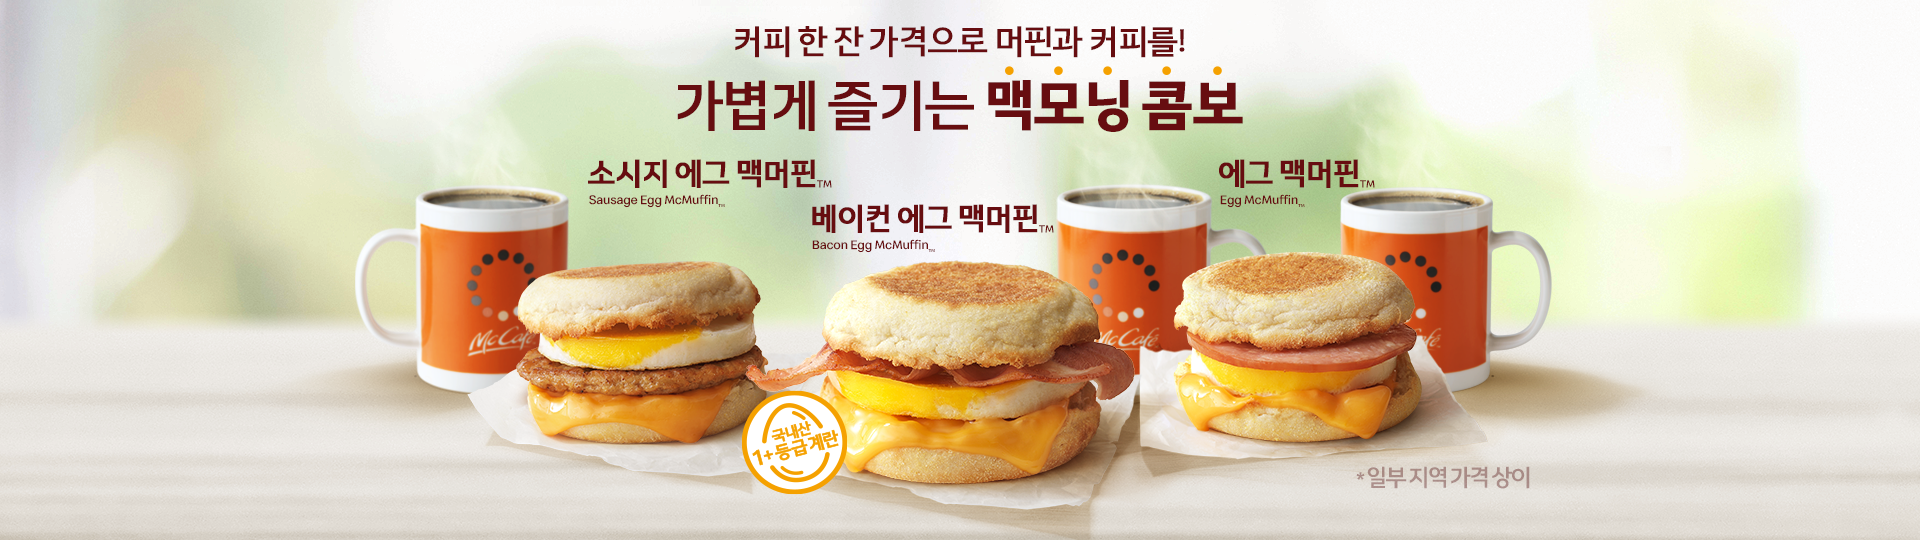 커피 한 잔 가격으로 머핀과 커피를!
가볍게 즐기는 맥모닝 콤보
소시지 에그 맥머핀™
Sausage Egg McMuffin™
베이컨 에그 맥머핀™
Bacon Egg McMuffin™
에그 맥머핀™
Egg McMuffin™
McCafé
국내산
1+등급계란
*일부 지역 가격 상이